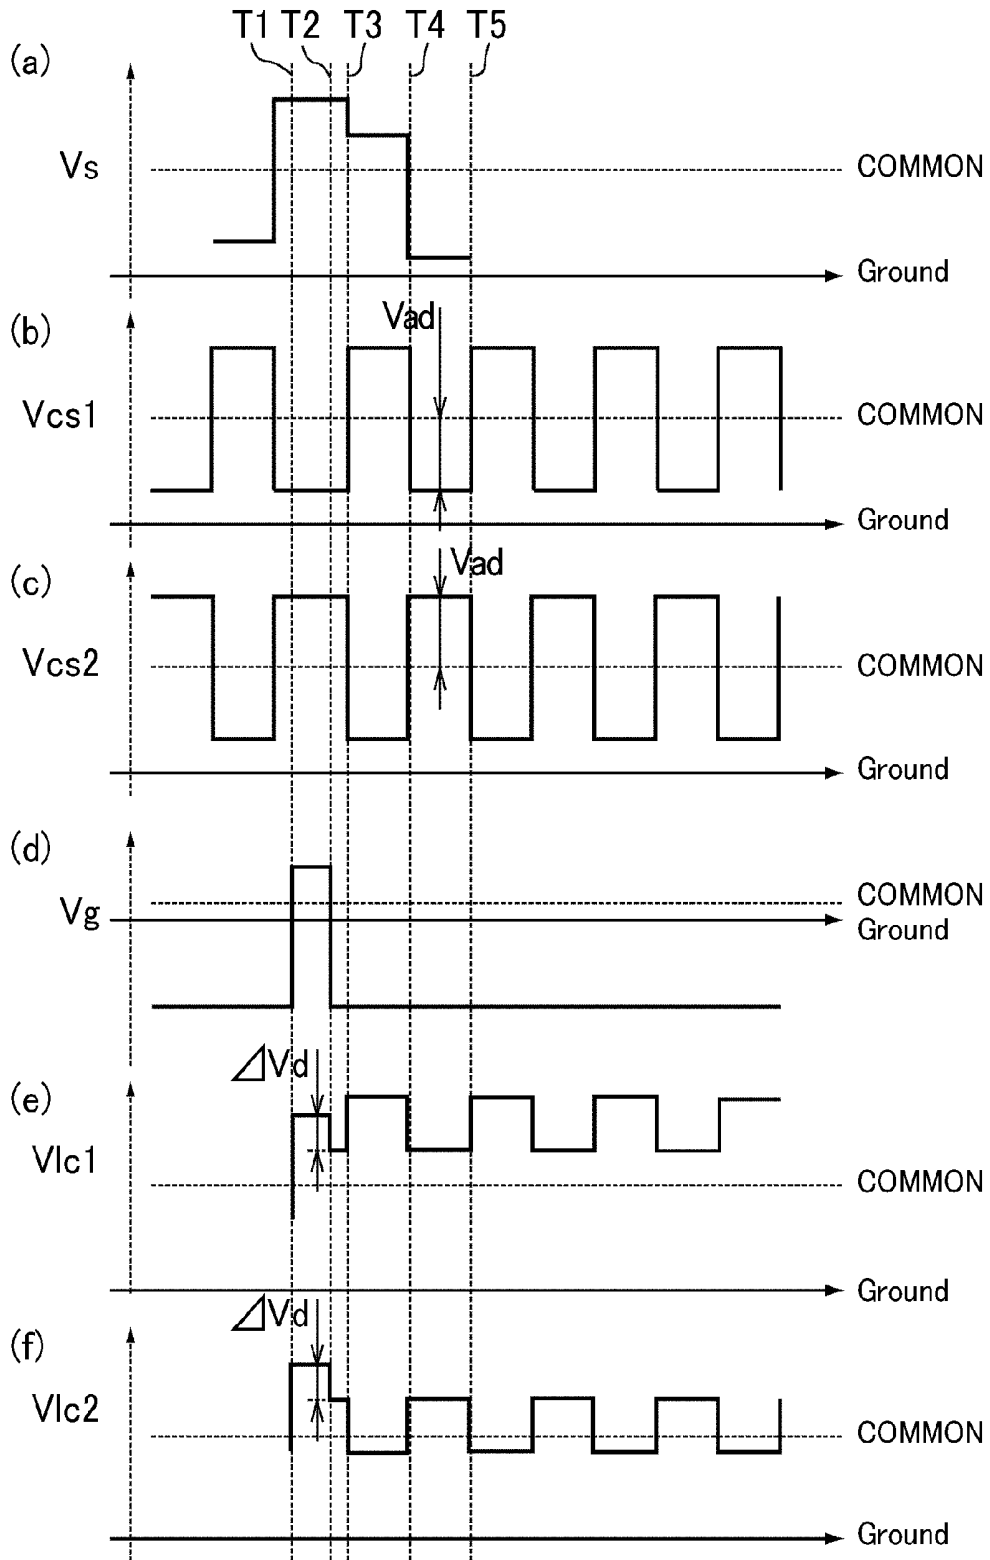 T1 T2 T3 T4 T5
(a)
Vs
COMMON
Ground
(b)
Vad
Vcs1
COMMON
Ground
(c)
Vad
Vcs2
COMMON
Ground
(d)
Vg
COMMON
Ground
⊿Vd
(e)
Vlc1
COMMON
Ground
⊿Vd
(f)
Vlc2
COMMON
Ground